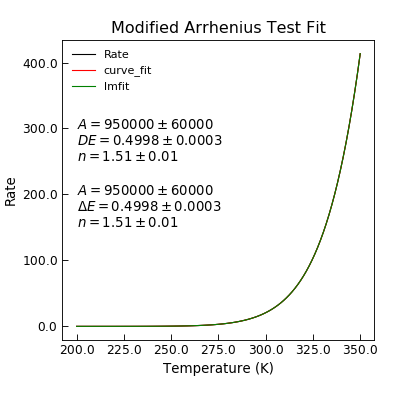 Modified Arrhenius Test Fit
Rate
curve_fit
lmfit
A = 950000 ± 60000
DE = 0.4998 ± 0.0003
n = 1.51 ± 0.01
A = 950000 ± 60000
ΔE = 0.4998 ± 0.0003
n = 1.51 ± 0.01
400.0
300.0
200.0
100.0
0.0
Rate
200.0 225.0 250.0 275.0 300.0 325.0 350.0
Temperature (K)